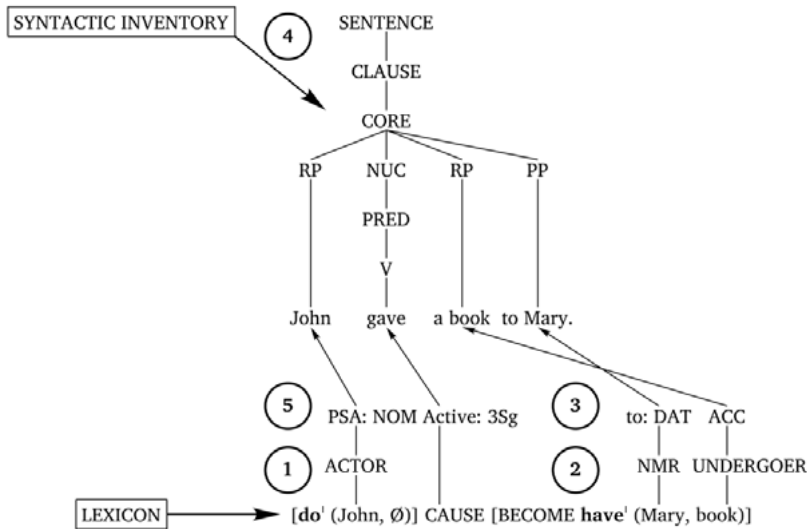 SYNTACTIC INVENTORY 4 SENTENCE
CLAUSE
CORE
RP NUC RP PP
PRED
V
John gave a book to Mary.
5 PSA: NOM Active: 3Sg 3 to: DAT ACC
1 ACTOR 2 NMR UNDERGOER
LEXICON [do' (John, Ø)] CAUSE [BECOME have' (Mary, book)]